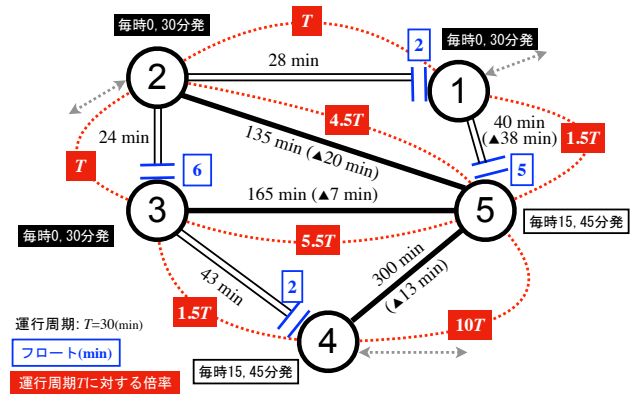 毎時0,30分発
T
2
毎時0,30分発
28 min
2
1
24 min
4.5T
40 min
(▲38 min)
1.5T
135 min (▲20 min)
T
6
5
3
165 min (▲7 min)
5
毎時0,30分発
毎時15,45分発
5.5T
43 min
300 min
(▲13 min)
2
1.5T
4
10T
運行周期: T=30(min)
フロート(min)
毎時15,45分発
運行周期Tに対する倍率